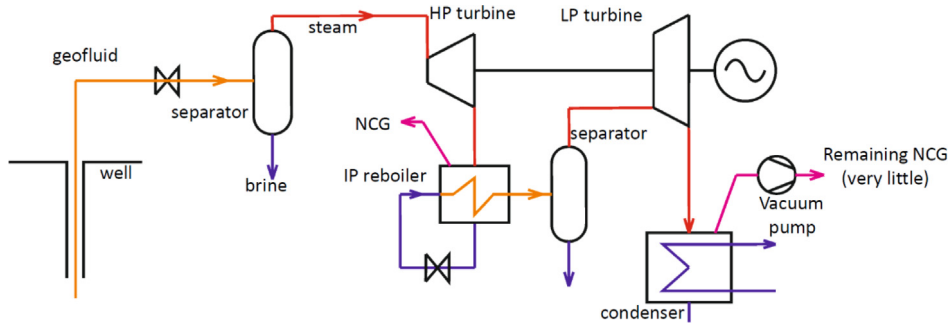 HP turbine
LP turbine
steam
geofluid
separator
NCG
separator
well
brine
IP reboiler
Remaining NCG
(very little)
Vacuum
pump
condenser